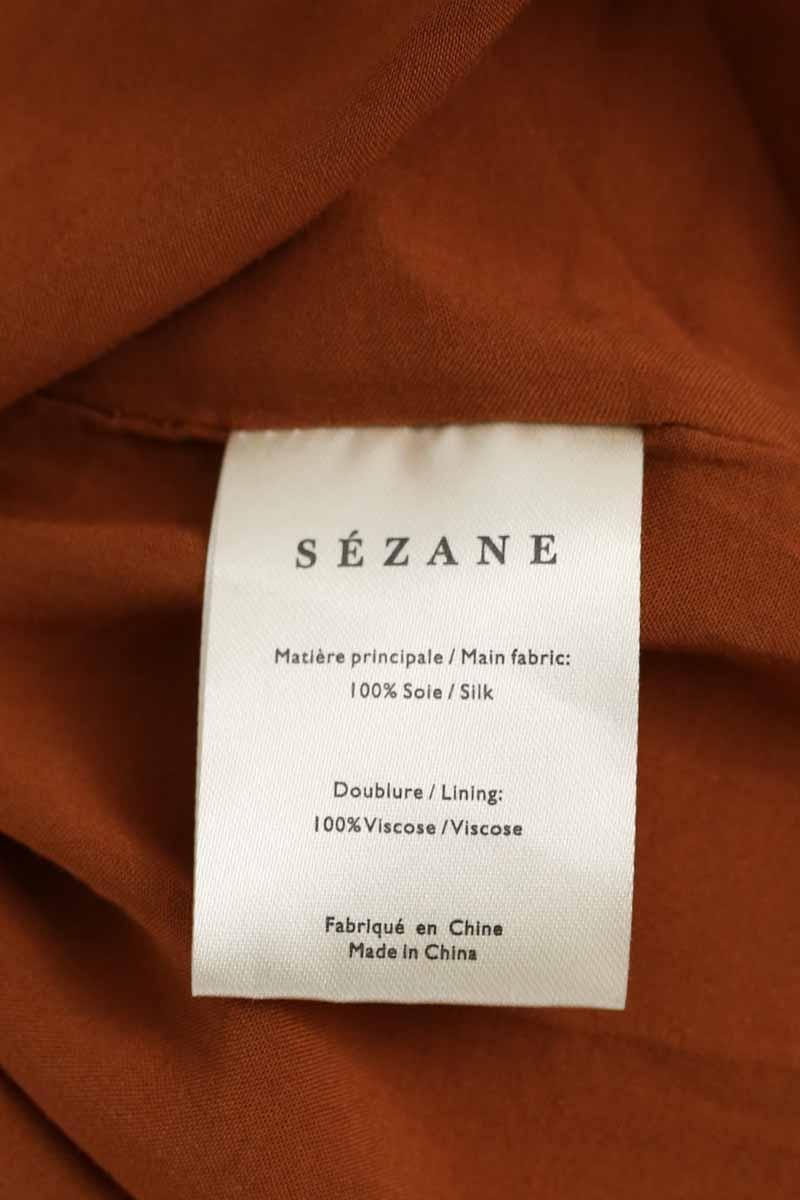 SÉZANE
Matière principale / Main fabric:
100% Soie / Silk
Doublure / Lining:
100% Viscose / Viscose
Fabriqué en Chine
Made in China